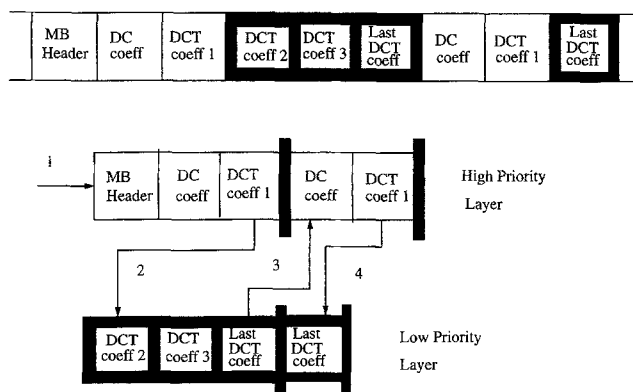 MB Header
DC coeff
DCT coeff 1
DCT coeff 2
DCT coeff 3
Last DCT coeff
DC coeff
DCT coeff 1
Last DCT coeff
1
MB Header
DC coeff
DCT coeff 1
DC coeff
DCT coeff 1
High Priority
Layer
2
3
4
DCT coeff 2
DCT coeff 3
Last DCT coeff
Last DCT coeff
Low Priority
Layer